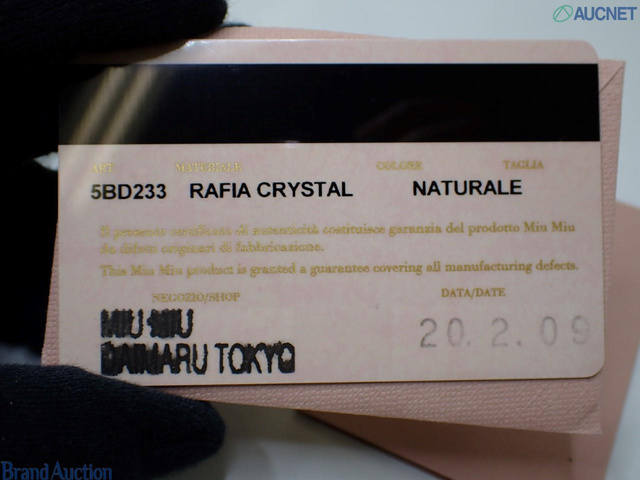 AUCNET
ART MATERIALE COLORE TAGLIA
5BD233 RAFIA CRYSTAL NATURALE
Il presente certificato di autenticità costituisce garanzia del prodotto Miu Miu
da difetti originari di fabbricazione.
This Miu Miu product is granted a guarantee covering all manufacturing defects.
NEGOZIO/SHOP DATA/DATE
MIU MIU
DAIMARU TOKYO
20. 2. 09
Brand Auction